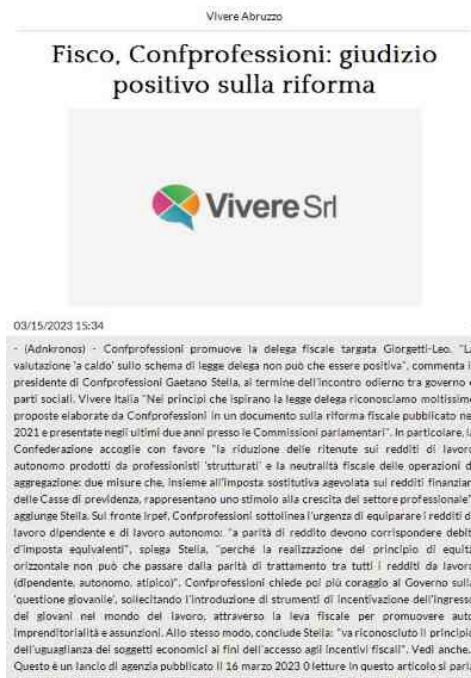 Vivere Abruzzo
Fisco, Confprofessioni: giudizio
positivo sulla riforma
Vivere Srl
03/15/2023 15:34
- (Adnkronos) - Confprofessioni promuove la delega fiscale targata Giorgetti-Leo. "La
valutazione 'a caldo' sullo schema di legge delega non può che essere positiva", commenta i
presidente di Confprofessioni Gaetano Stella, al termine dell'incontro odierno tra governo e
parti sociali. Vivere Italia "Nei principi che ispirano la legge delega riconosciamo moltissime
proposte elaborate da Confprofessioni in un documento sulla riforma fiscale pubblicato ne
2021 e presentate negli ultimi due anni presso le Commissioni parlamentari". In particolare, la
Confederazione accoglie con favore "la riduzione delle ritenute sui redditi di lavoro
autonomo prodotti da professionisti 'strutturati' e la neutralità fiscale delle operazioni d
aggregazione: due misure che, insieme all'imposta sostitutiva agevolata sui redditi finanziar
delle Casse di previdenza, rappresentano uno stimolo alla crescita del settore professionale"
aggiunge Stella. Sul fronte Irpef, Confprofessioni sottolinea l'urgenza di equiparare i redditi d
lavoro dipendente e di lavoro autonomo: "a parità di reddito devono corrispondere debit
d'imposta equivalenti", spiega Stella, "perché la realizzazione del principio di equità
orizzontale non può che passare dalla parità di trattamento tra tutti i redditi da lavoro
(dipendente, autonomo, atipico)". Confprofessioni chiede poi più coraggio al Governo sulla
'questione giovanile', sollecitando l'introduzione di strumenti di incentivazione dell'ingresso
dei giovani nel mondo del lavoro, attraverso la leva fiscale per promuovere auto
imprenditorialità e assunzioni. Allo stesso modo, conclude Stella: "va riconosciuto il principio
dell'uguaglianza dei soggetti economici ai fini dell'accesso agli incentivi fiscali". Vedi anche.
Questo è un lancio di agenzia pubblicato il 16 marzo 2023 0 letture In questo articolo si parla